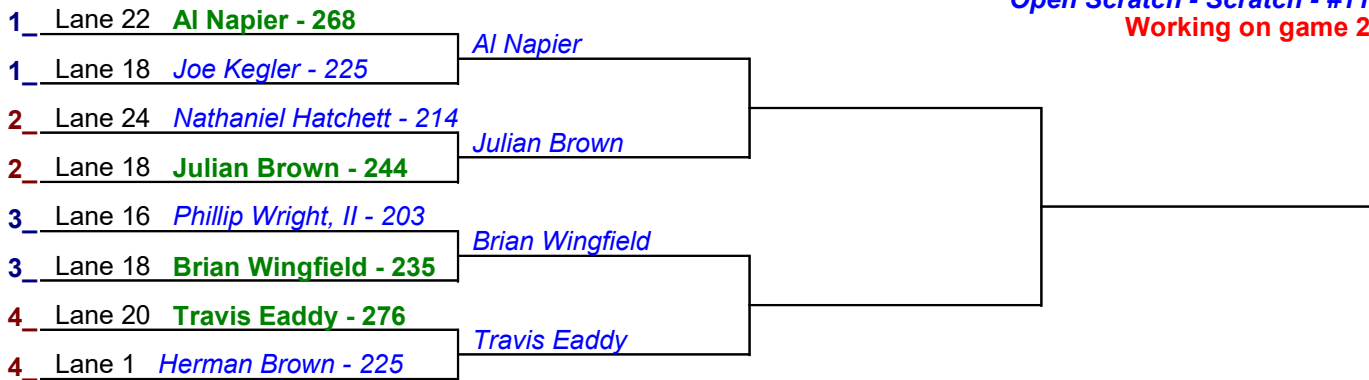 Open Scratch - Scratch - #11
Working on game 2
1_ Lane 22 Al Napier - 268
Al Napier
1_ Lane 18 Joe Kegler - 225
2_ Lane 24 Nathaniel Hatchett - 214
Julian Brown
2_ Lane 18 Julian Brown - 244
3_ Lane 16 Phillip Wright, II - 203
Brian Wingfield
3_ Lane 18 Brian Wingfield - 235
4_ Lane 20 Travis Eaddy - 276
Travis Eaddy
4_ Lane 1 Herman Brown - 225